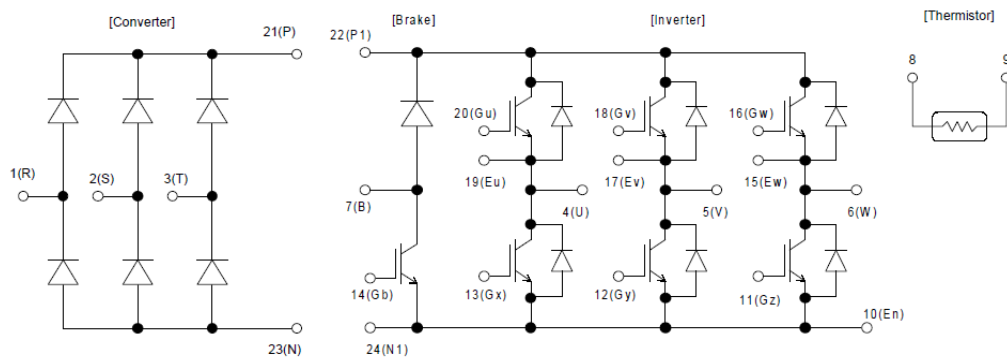 [Converter]
[Brake]
[Inverter]
[Thermistor]
21(P)
22(P1)
8
9
20(Gu)
18(Gv)
16(Gw)
1(R)
2(S)
3(T)
19(Eu)
17(Ev)
15(Ew)
7(B)
4(U)
5(V)
6(W)
14(Gb)
13(Gx)
12(Gy)
11(Gz)
10(En)
23(N)
24(N1)